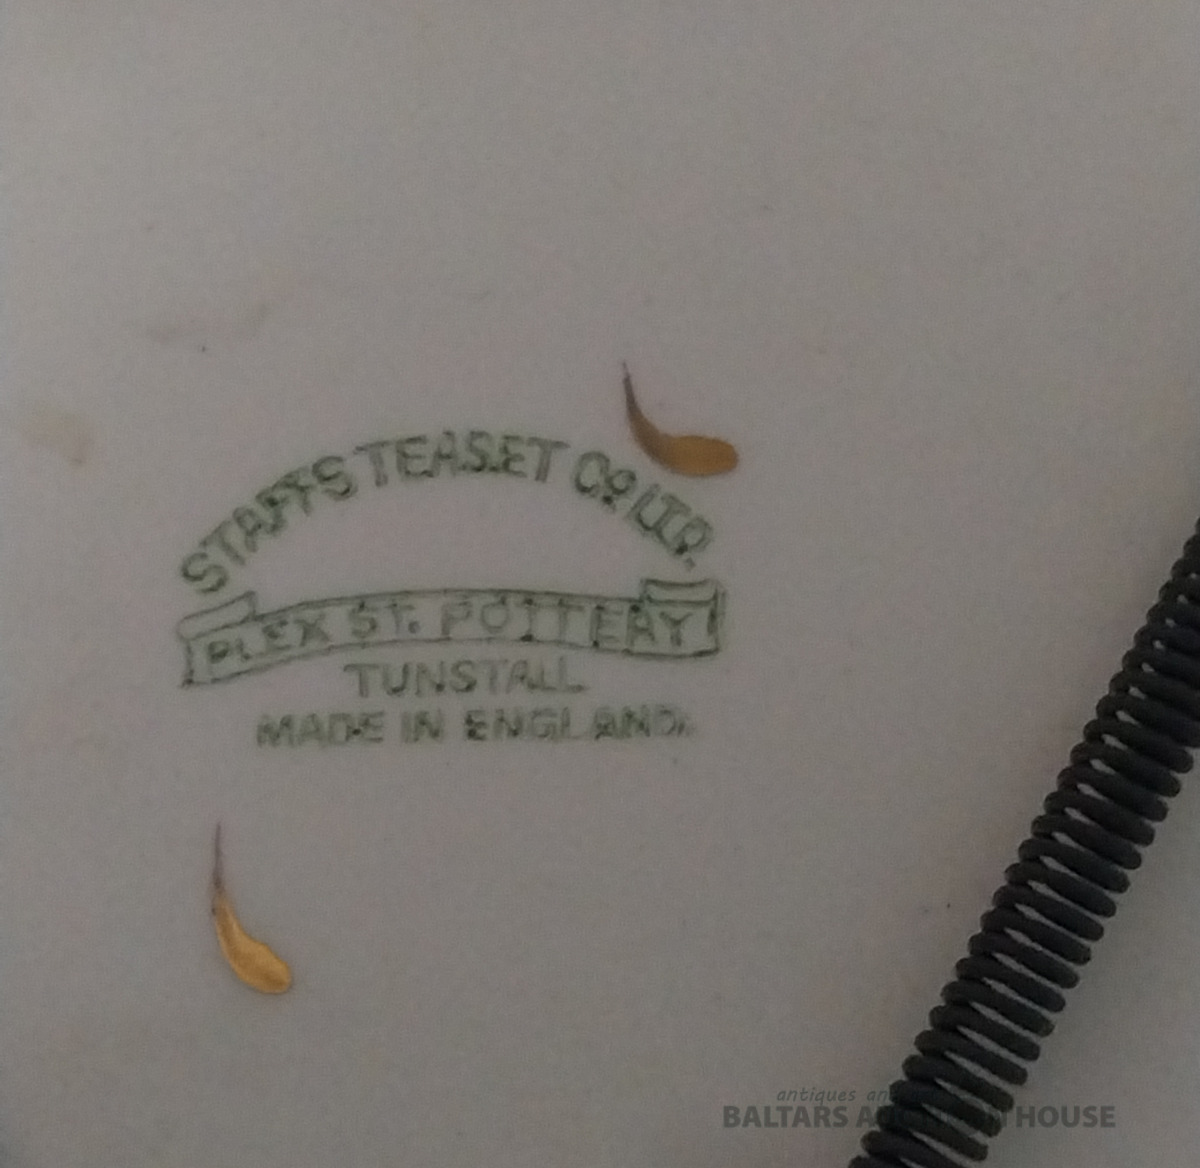 STAFFS TEASET Co LTD.
PLEX ST. POTTERY
TUNSTALL
MADE IN ENGLAND.
antiques
BALTARS HOUSE